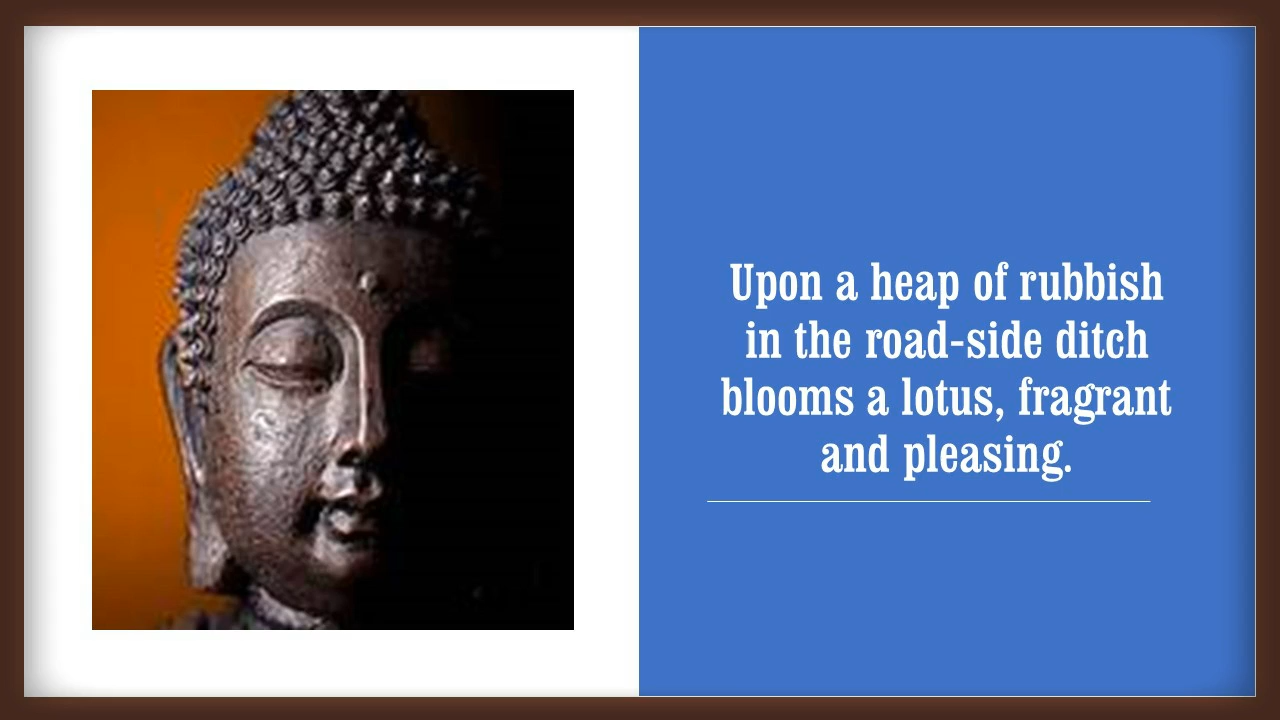 Upon a heap of rubbish
in the road-side ditch
blooms a lotus, fragrant
and pleasing.